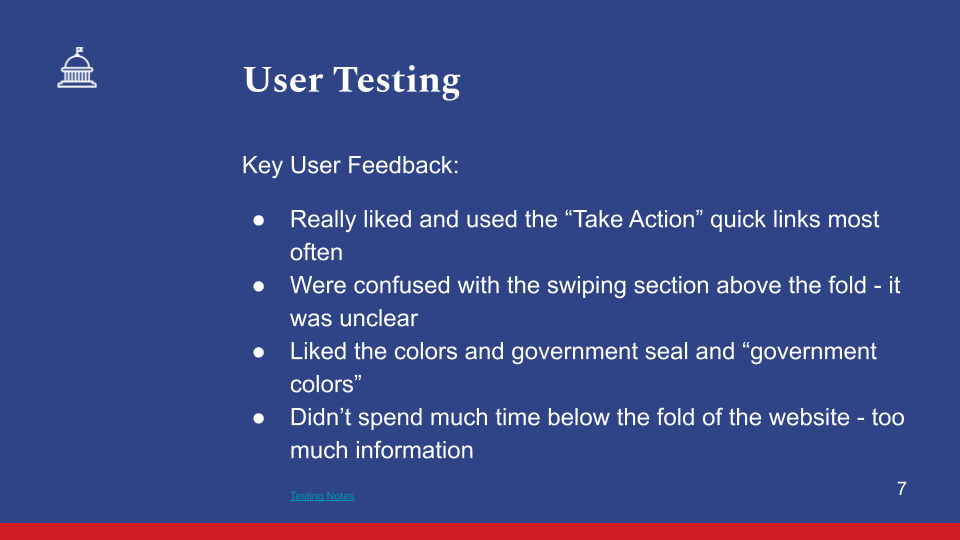 User Testing
Key User Feedback:
● Really liked and used the “Take Action” quick links most
often
● Were confused with the swiping section above the fold - it
was unclear
● Liked the colors and government seal and “government
colors”
● Didn’t spend much time below the fold of the website - too
much information
Testing Notes
7